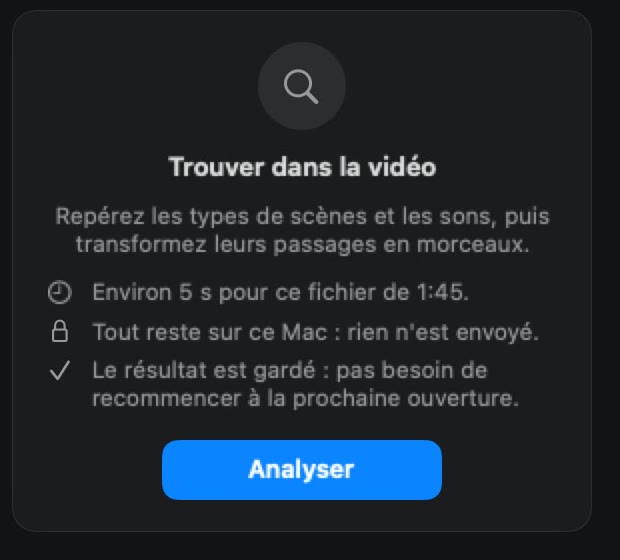 Trouver dans la vidéo
Repérez les types de scènes et les sons, puis
transformez leurs passages en morceaux.
Environ 5 s pour ce fichier de 1:45.
Tout reste sur ce Mac : rien n'est envoyé.
Le résultat est gardé : pas besoin de
recommencer à la prochaine ouverture.
Analyser